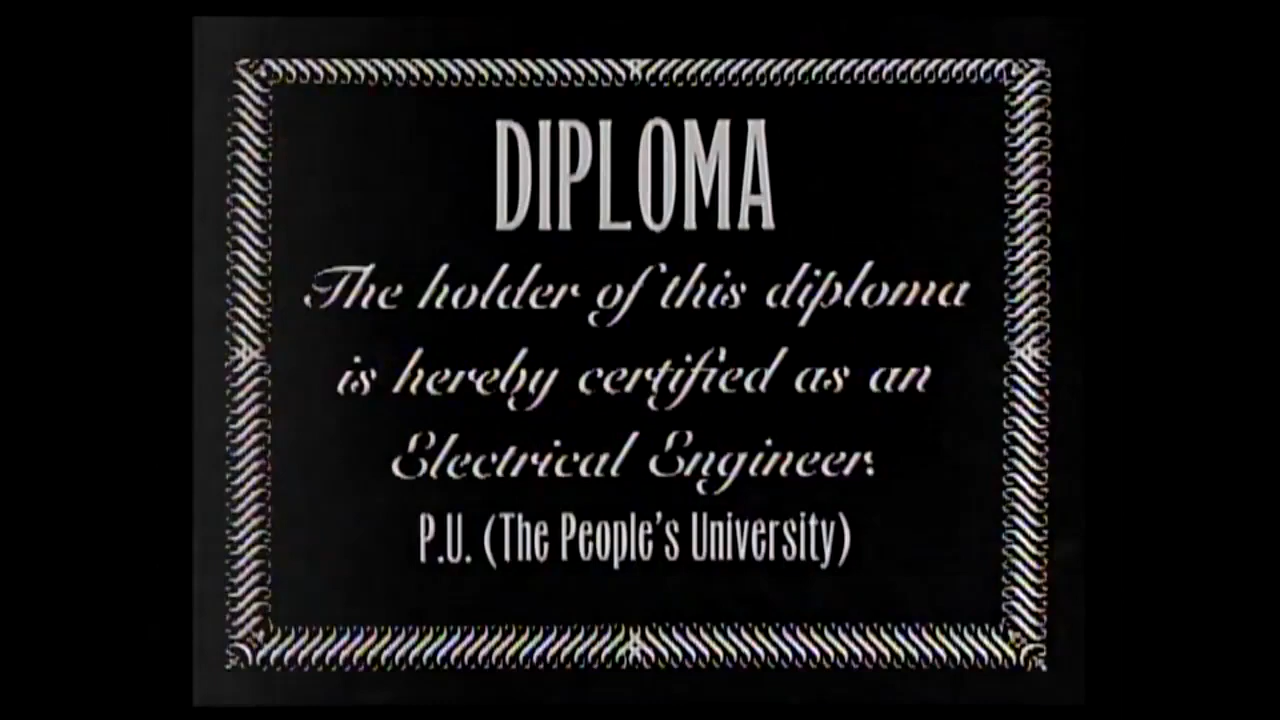 DIPLOMA
The holder of this diploma
is hereby certified as an
Electrical Engineer.
P.U. (The People's University)